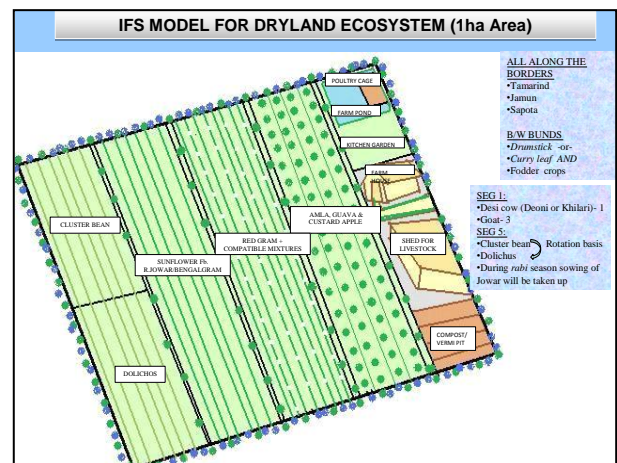 IFS MODEL FOR DRYLAND ECOSYSTEM (1ha Area)
ALL ALONG THE
BORDERS
•Tamarind
•Jamun
•Sapota
B/W BUNDS
•Drumstick -or-
•Curry leaf AND
•Fodder crops
SEG 1:
•Desi cow (Deoni or Khilari)- 1
•Goat- 3
SEG 5:
•Cluster bean Rotation basis
•Dolichus
•During rabi season sowing of
Jowar will be taken up
POULTRY CAGE
FARM POND
KITCHEN GARDEN
FARM
HOUSE
AMLA, GUAVA &
CUSTARD APPLE
CLUSTER BEAN
RED GRAM +
COMPATIBLE MIXTURES
SHED FOR
LIVESTOCK
SUNFLOWER Fb.
R.JOWAR/BENGALGRAM
COMPOST/
VERMI PIT
DOLICHOS